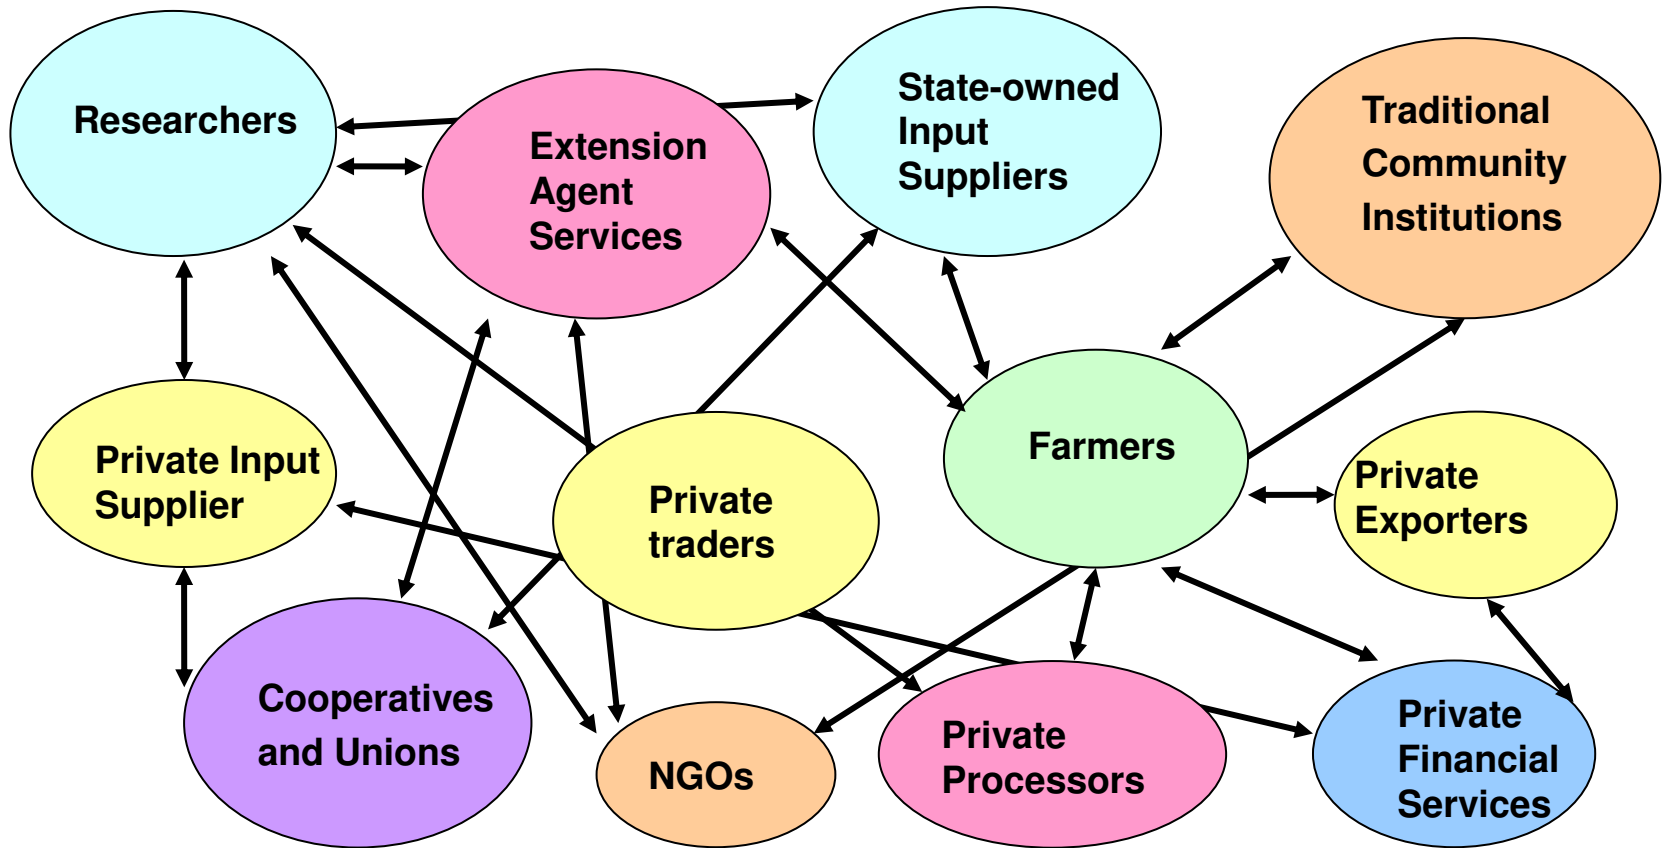 Researchers
Extension
Agent
Services
State-owned
Input
Suppliers
Traditional
Community
Institutions
Private Input
Supplier
Private
traders
Farmers
Private
Exporters
Cooperatives
and Unions
NGOs
Private
Processors
Private
Financial
Services